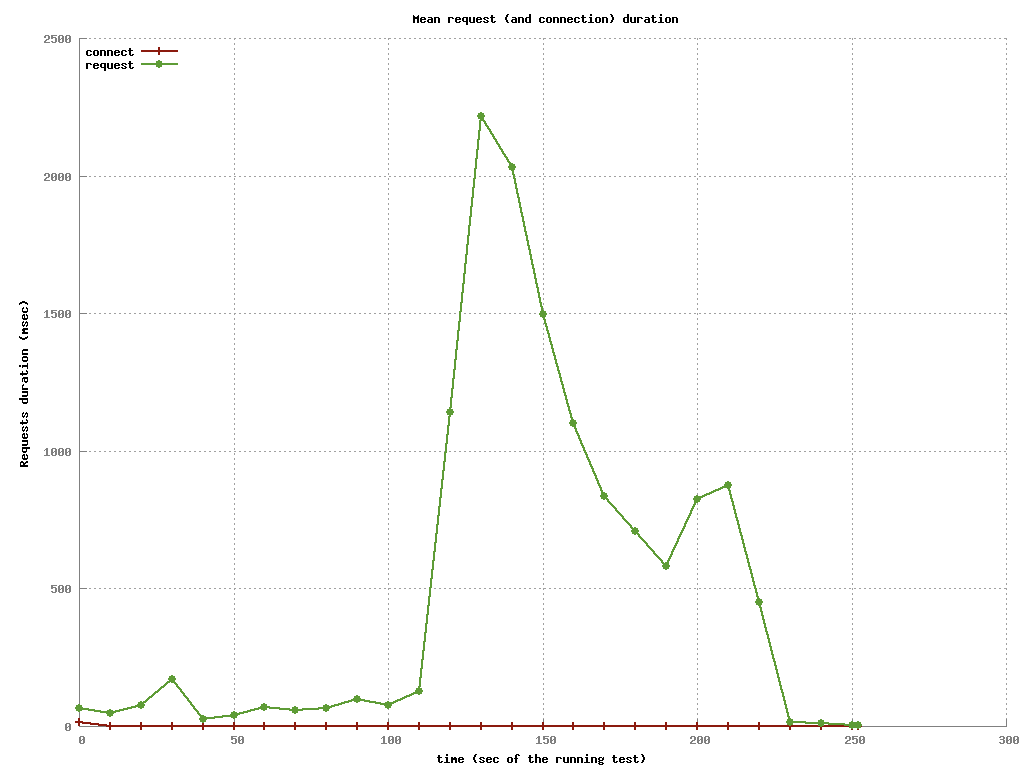 Mean request (and connection) duration
2500
connect
request
2000
1500
1000
500
0
Requests duration (msec)
0 50 100 150 200 250 300
time (sec of the running test)